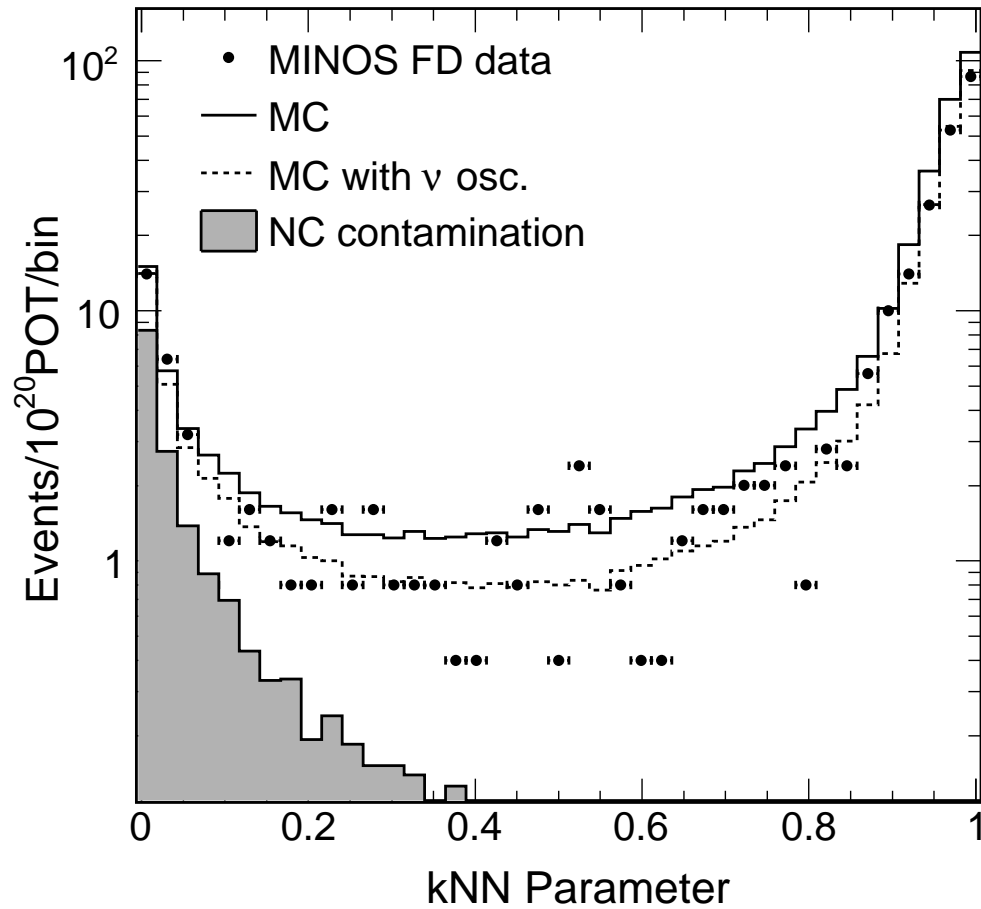 MINOS FD data
MC
MC with ν osc.
NC contamination
Events/10²⁰POT/bin
10²
10
1
0 0.2 0.4 0.6 0.8 1
kNN Parameter